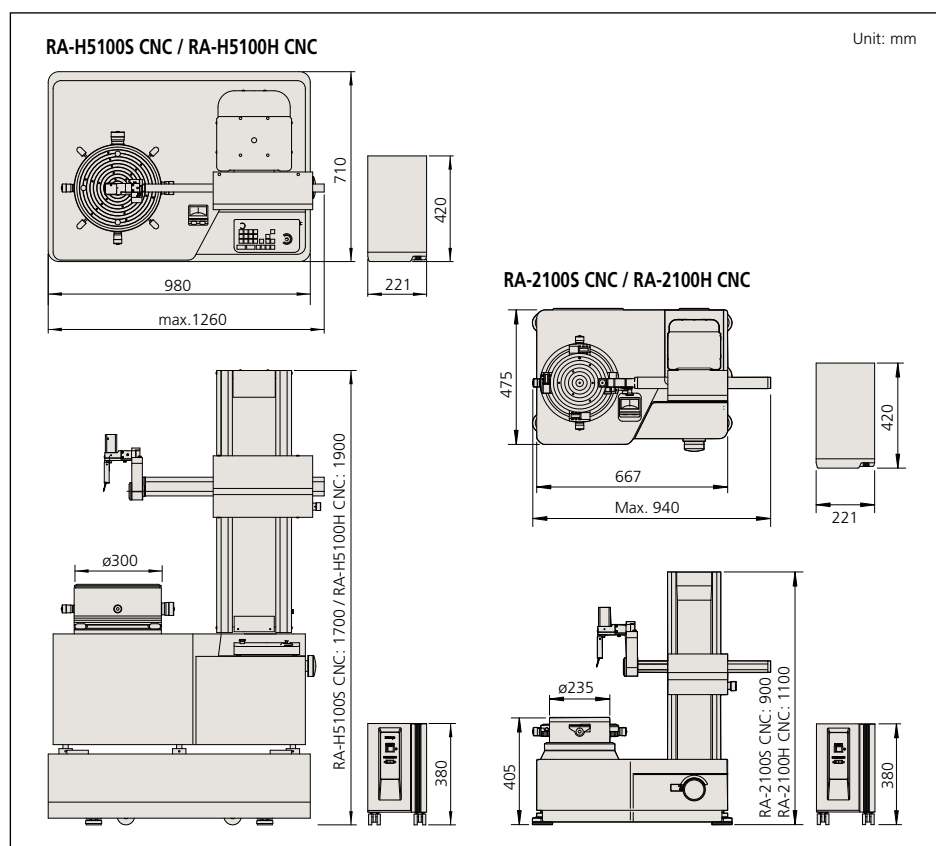 RA-H5100S CNC / RA-H5100H CNC
Unit: mm
710
420
980
221
max.1260
RA-2100S CNC / RA-2100H CNC
475
420
667
Max. 940
221
ø300
RA-H5100S CNC: 1700 / RA-H5100H CNC: 1900
380
ø235
405
RA-2100S CNC: 900
RA-2100H CNC: 1100
380